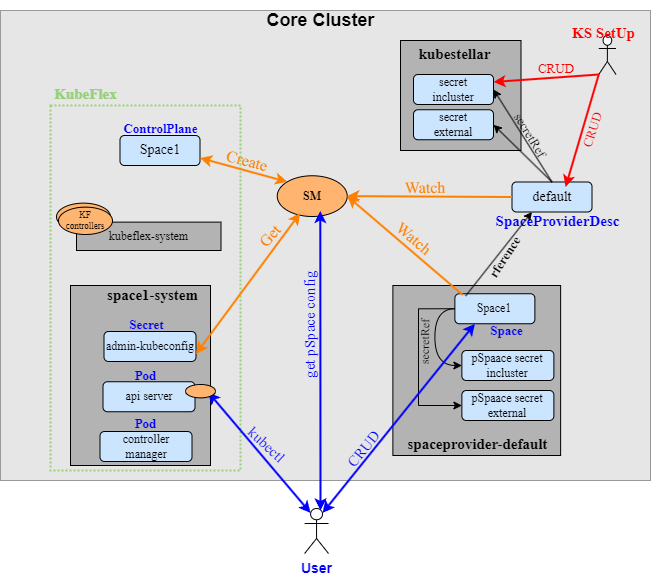 Core Cluster
KS SetUp
kubestellar
CRUD
secret
incluster
KubeFlex
secret
external
secretRef
CRUD
ControlPlane
Space1
Create
SM
Watch
default
SpaceProviderDesc
KF
controllers
kubeflex-system
Get
Watch
rference
get pSpace config
space1-system
Space1
Space
Secret
admin-kubeconfig
secretRef
pSpaace secret
incluster
Pod
api server
pSpaace secret
external
Pod
controller
manager
kubectl
CRUD
spaceprovider-default
User